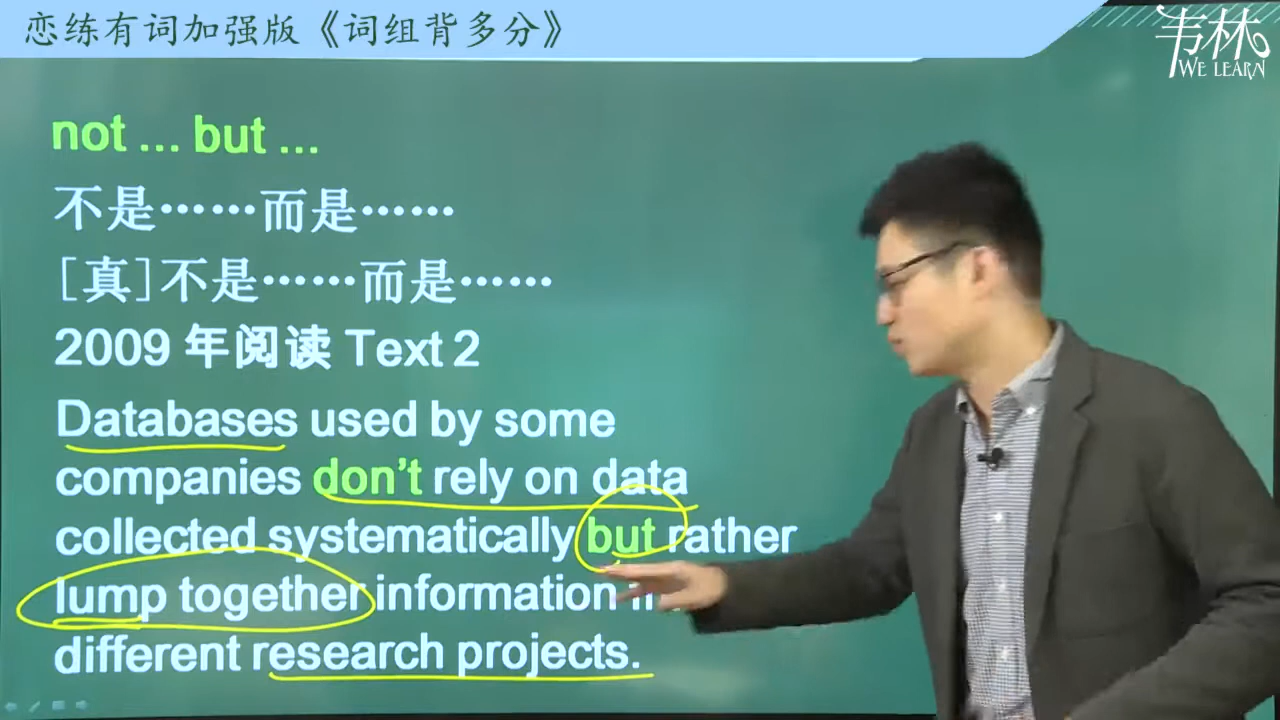 恋练有词加强版《词组背多分》
韦林
WE LEARN
not ... but ...
不是……而是……
[真]不是……而是……
2009 年阅读 Text 2
Databases used by some
companies don't rely on data
collected systematically but rather
lump together information
different research projects.